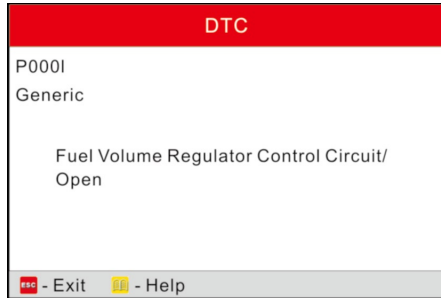 DTC
P000I
Generic
Fuel Volume Regulator Control Circuit/
Open
ESC - Exit - Help